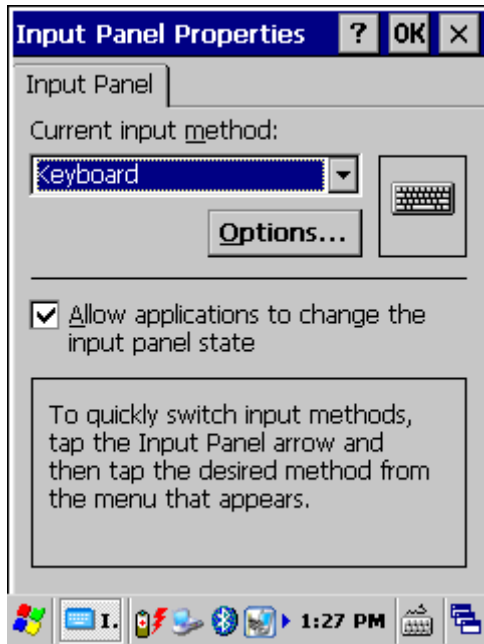 Input Panel Properties ? OK ×
Input Panel
Current input method:
Keyboard
Options...
Allow applications to change the
input panel state
To quickly switch input methods,
tap the Input Panel arrow and
then tap the desired method from
the menu that appears.
I. 1:27 PM